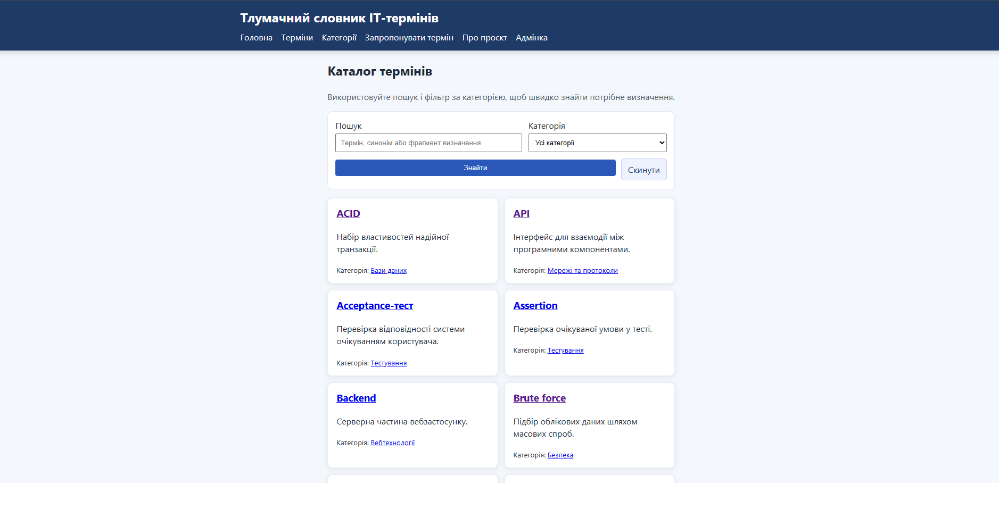 Тлумачний словник ІТ-термінів
Головна Терміни Категорії Запропонувати термін Про проєкт Адмінка
Каталог термінів
Використовуйте пошук і фільтр за категорією, щоб швидко знайти потрібне визначення.
Пошук Категорія
Термін, синонім або фрагмент визначення Усі категорії
Знайти Скинути
ACID
Набір властивостей надійної
транзакції.
Категорія: Бази даних
API
Інтерфейс для взаємодії між
програмними компонентами.
Категорія: Мережі та протоколи
Acceptance-тест
Перевірка відповідності системи
очікуванням користувача.
Категорія: Тестування
Assertion
Перевірка очікуваної умови у тесті.
Категорія: Тестування
Backend
Серверна частина вебзастосунку.
Категорія: Вебтехнології
Brute force
Підбір облікових даних шляхом
масових спроб.
Категорія: Безпека